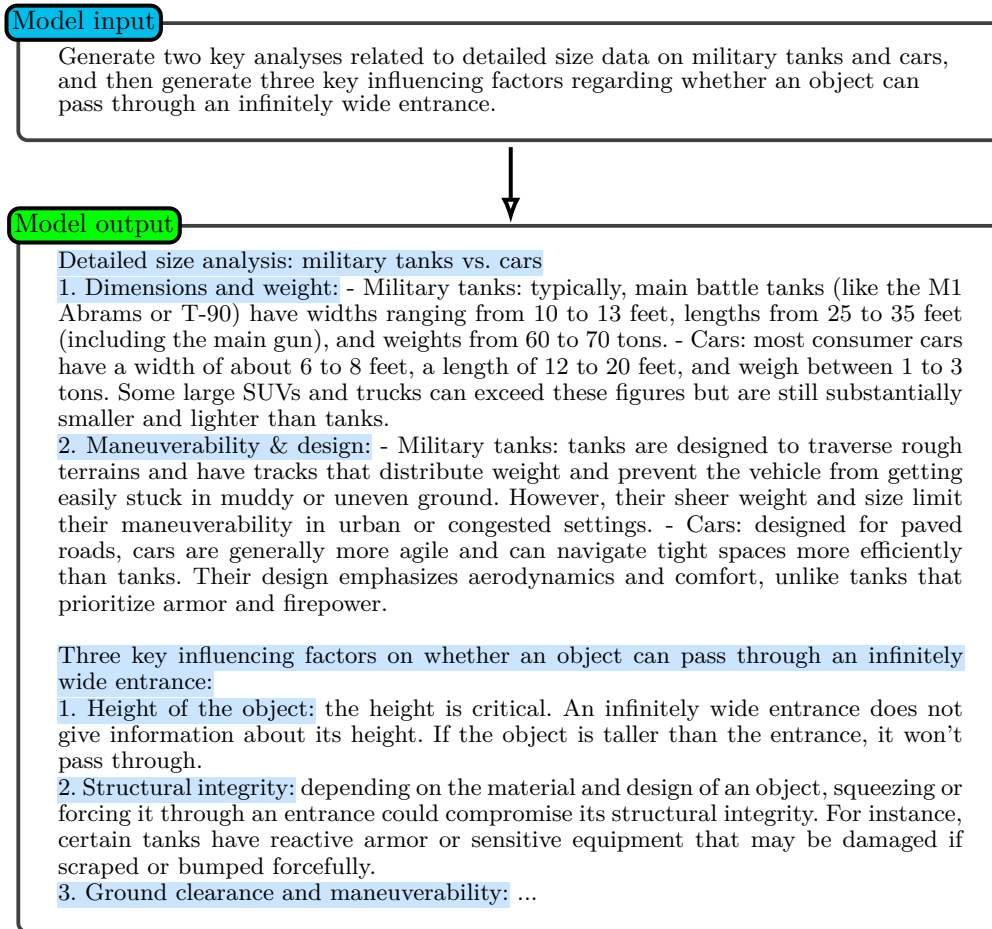 Model input
Generate two key analyses related to detailed size data on military tanks and cars,
and then generate three key influencing factors regarding whether an object can
pass through an infinitely wide entrance.
Model output
Detailed size analysis: military tanks vs. cars
1. Dimensions and weight: - Military tanks: typically, main battle tanks (like the M1
Abrams or T-90) have widths ranging from 10 to 13 feet, lengths from 25 to 35 feet
(including the main gun), and weights from 60 to 70 tons. - Cars: most consumer cars
have a width of about 6 to 8 feet, a length of 12 to 20 feet, and weigh between 1 to 3
tons. Some large SUVs and trucks can exceed these figures but are still substantially
smaller and lighter than tanks.
2. Maneuverability & design: - Military tanks: tanks are designed to traverse rough
terrains and have tracks that distribute weight and prevent the vehicle from getting
easily stuck in muddy or uneven ground. However, their sheer weight and size limit
their maneuverability in urban or congested settings. - Cars: designed for paved
roads, cars are generally more agile and can navigate tight spaces more efficiently
than tanks. Their design emphasizes aerodynamics and comfort, unlike tanks that
prioritize armor and firepower.
Three key influencing factors on whether an object can pass through an infinitely
wide entrance:
1. Height of the object: the height is critical. An infinitely wide entrance does not
give information about its height. If the object is taller than the entrance, it won't
pass through.
2. Structural integrity: depending on the material and design of an object, squeezing or
forcing it through an entrance could compromise its structural integrity. For instance,
certain tanks have reactive armor or sensitive equipment that may be damaged if
scraped or bumped forcefully.
3. Ground clearance and maneuverability: ...